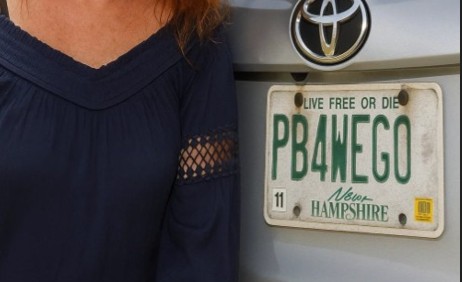 LIVE FREE OR DIE
PB4WEGO
11
New
HAMPSHIRE